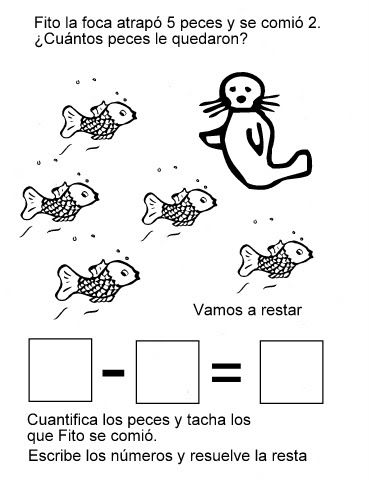 Fito la foca atrapó 5 peces y se comió 2.
¿Cuántos peces le quedaron?
Vamos a restar
- =
Cuantifica los peces y tacha los
que Fito se comió.
Escribe los números y resuelve la resta